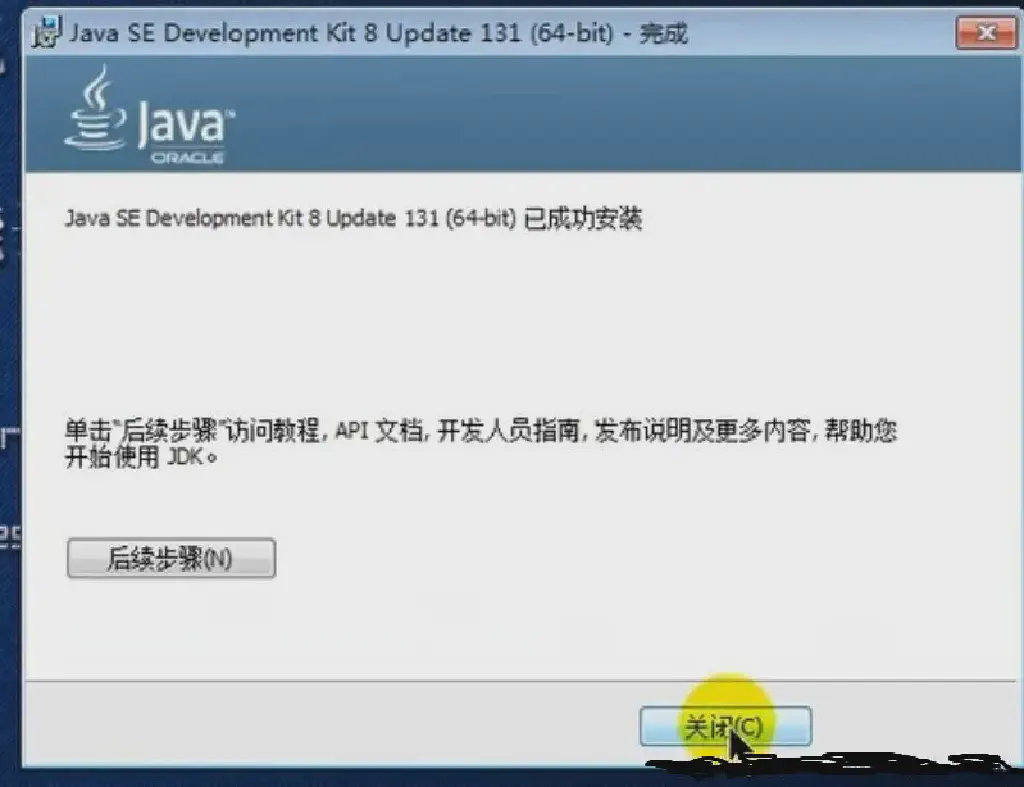 Java SE Development Kit 8 Update 131 (64-bit) - 完成
Java™
ORACLE
Java SE Development Kit 8 Update 131 (64-bit) 已成功安装
单击“后续步骤”访问教程, API 文档, 开发人员指南, 发布说明及更多内容, 帮助您
开始使用 JDK。
后续步骤(N)
关闭(C)